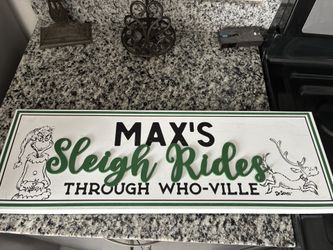 MAX'S
Sleigh Rides
THROUGH WHO-VILLE